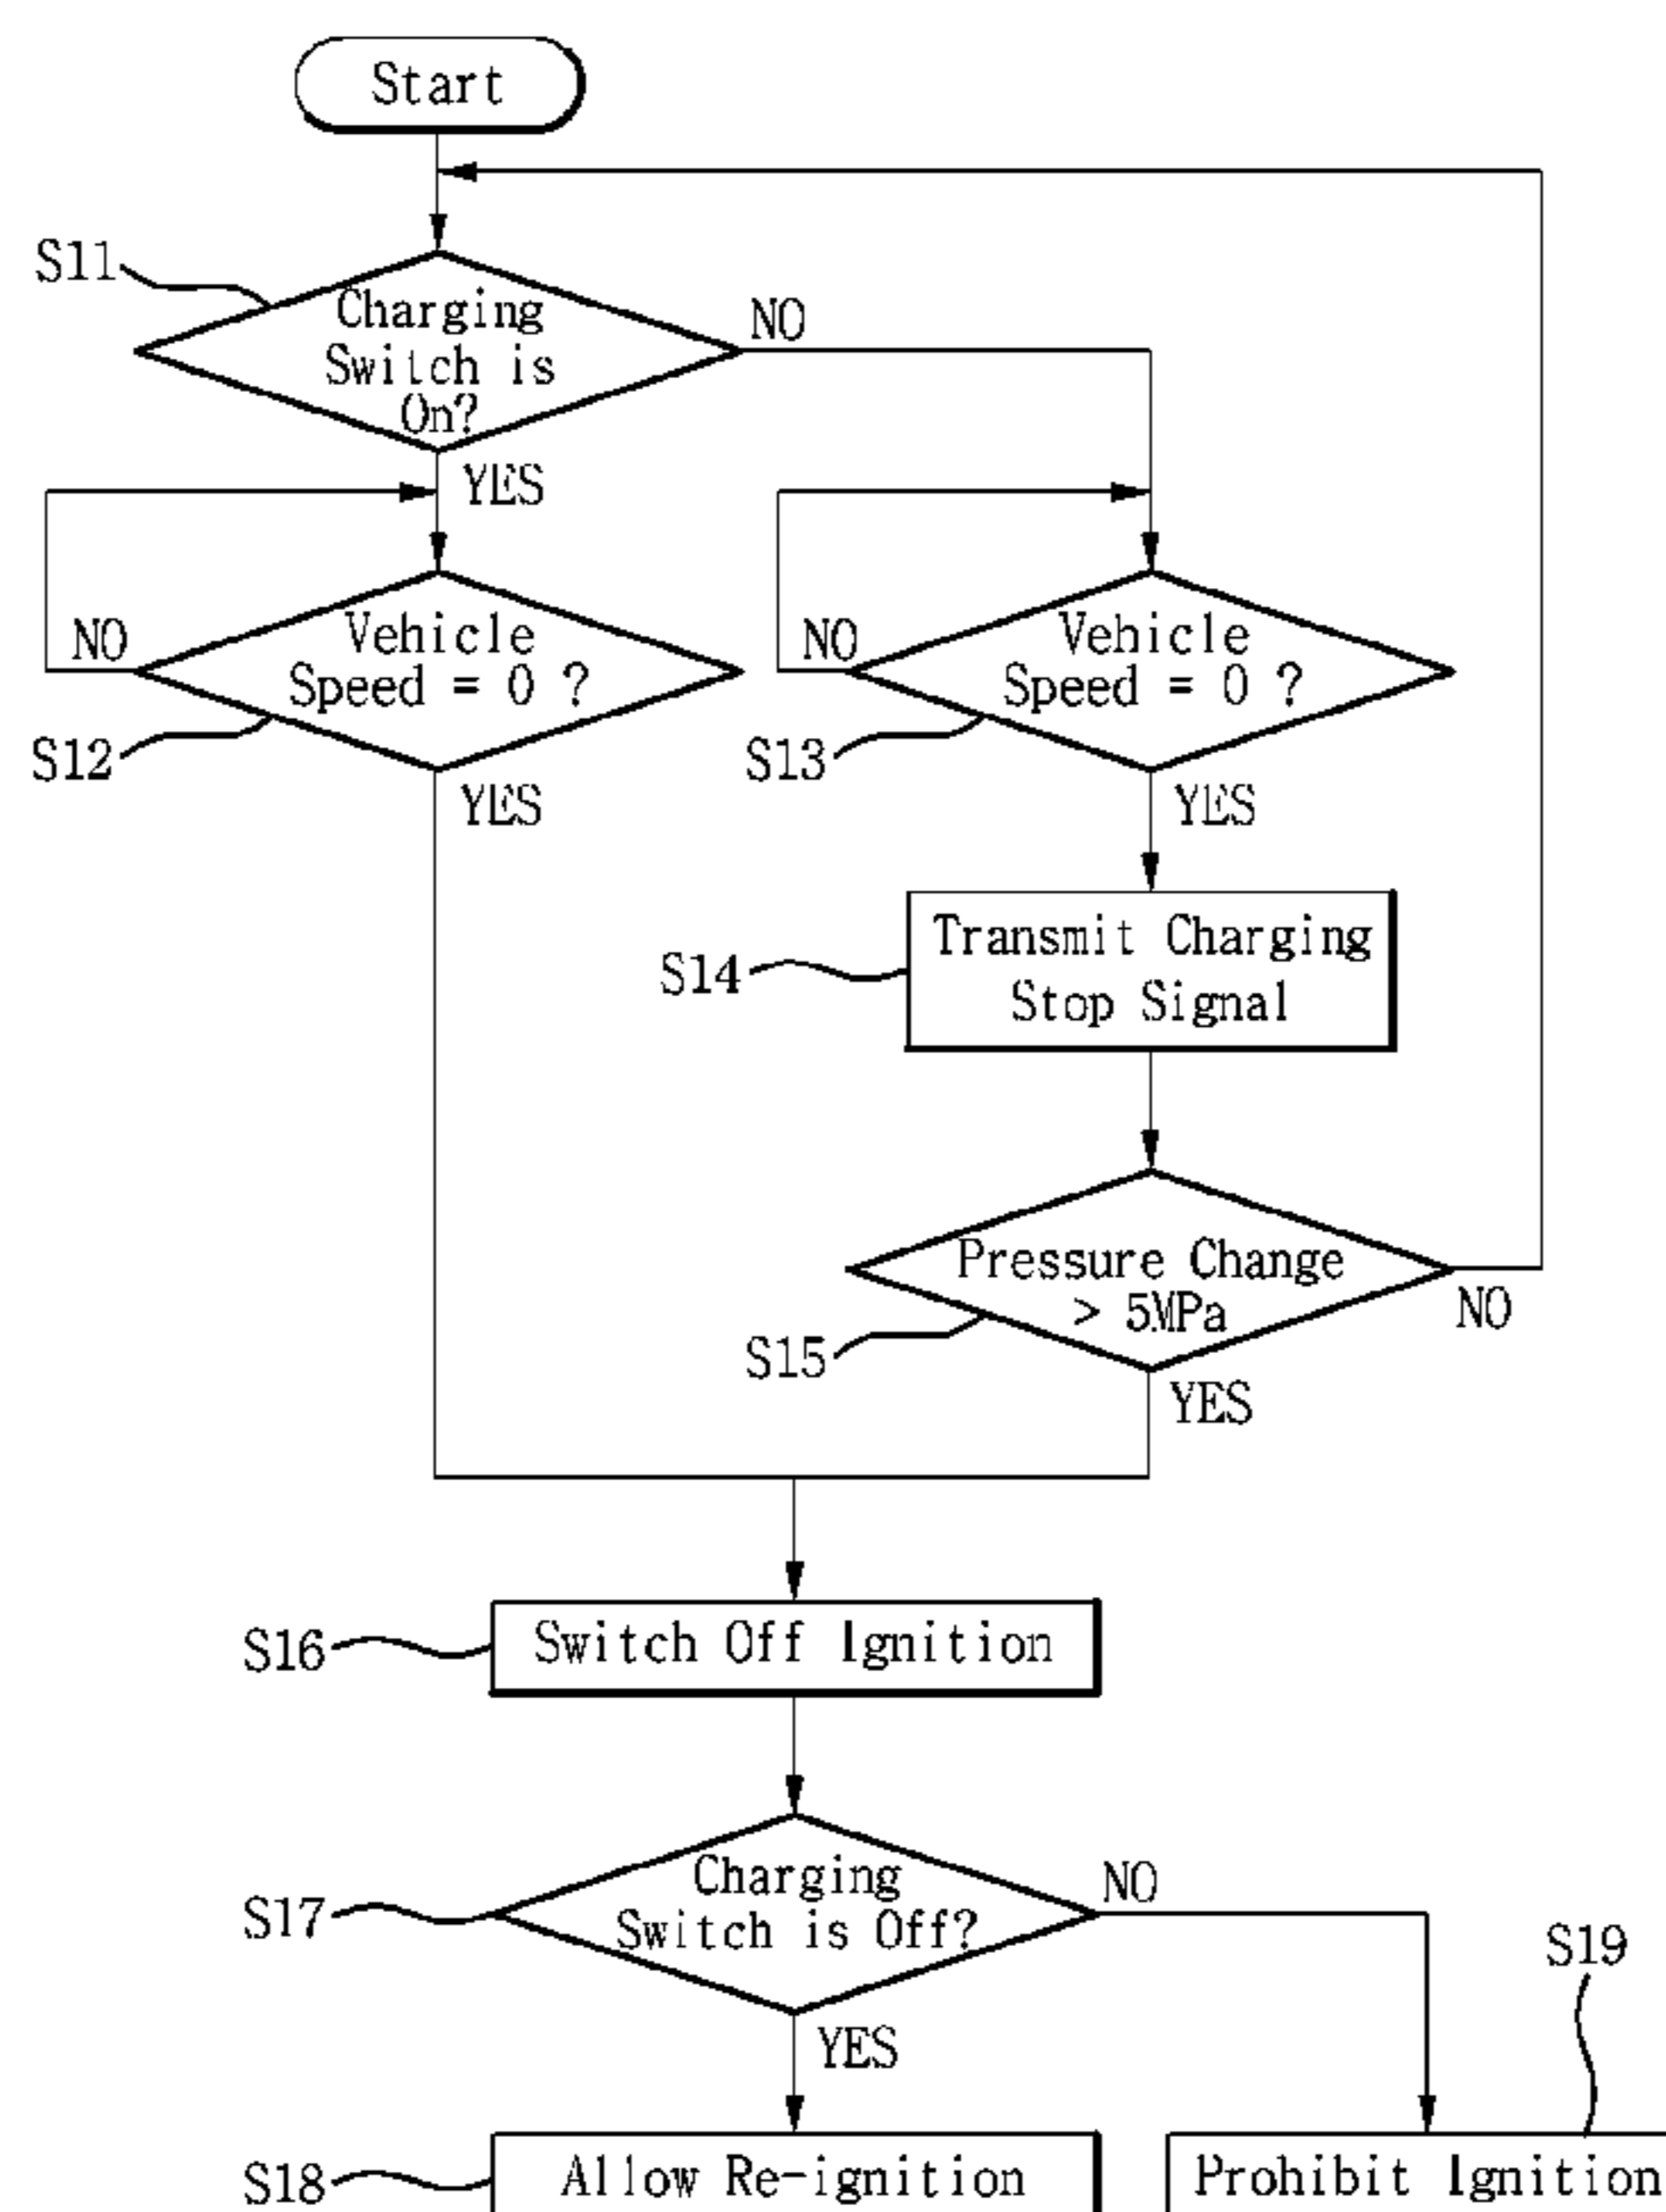 Start
S11
Charging
Switch is
On?
NO
YES
NO
Vehicle
Speed = 0 ?
S12
YES
NO
Vehicle
Speed = 0 ?
S13
YES
S14
Transmit Charging
Stop Signal
Pressure Change
> 5MPa
S15
NO
YES
S16
Switch Off Ignition
S17
Charging
Switch is Off?
NO
YES
S19
S18
Allow Re-ignition
Prohibit Ignition